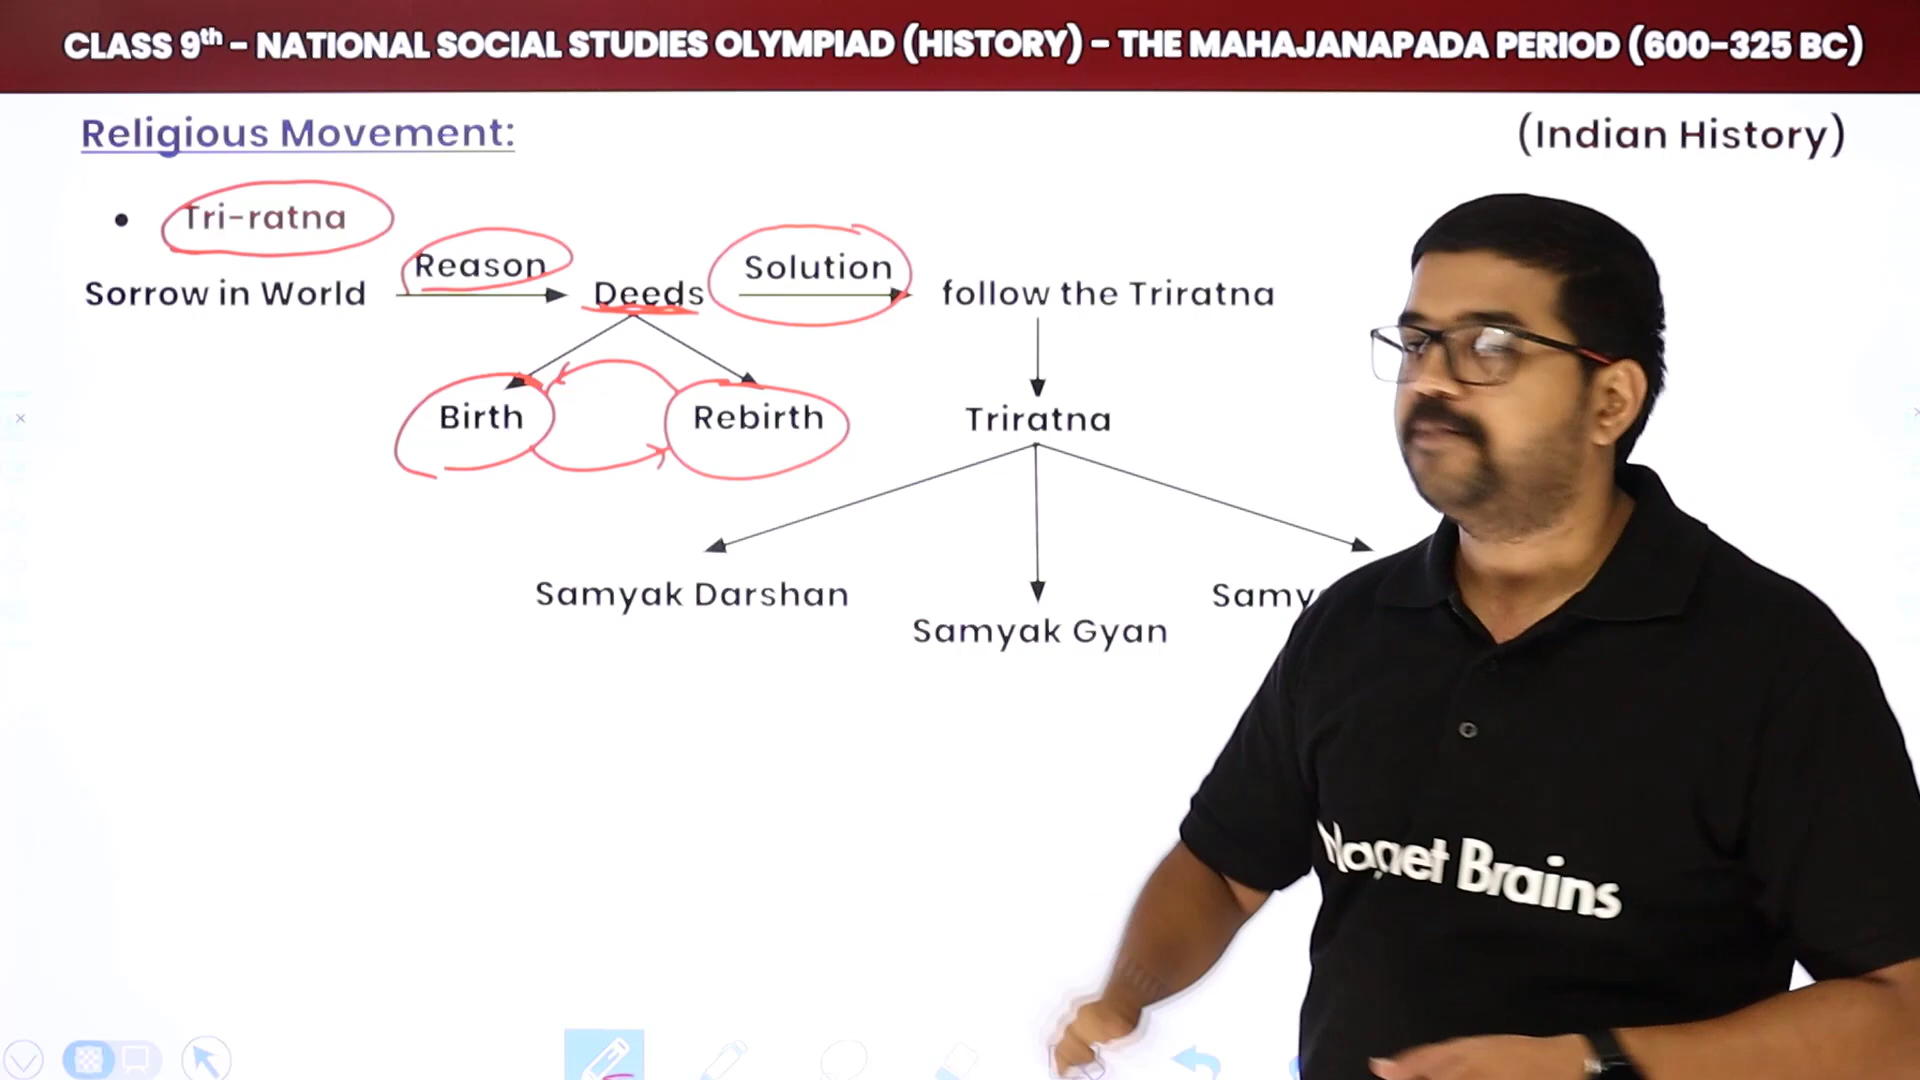 CLASS 9th - NATIONAL SOCIAL STUDIES OLYMPIAD (HISTORY) - THE MAHAJANAPADA PERIOD (600-325 BC)
Religious Movement:
(Indian History)
• Tri-ratna
Sorrow in World Reason Deeds Solution follow the Triratna
Birth Rebirth Triratna
Samyak Darshan
Samyak Gyan
Brains